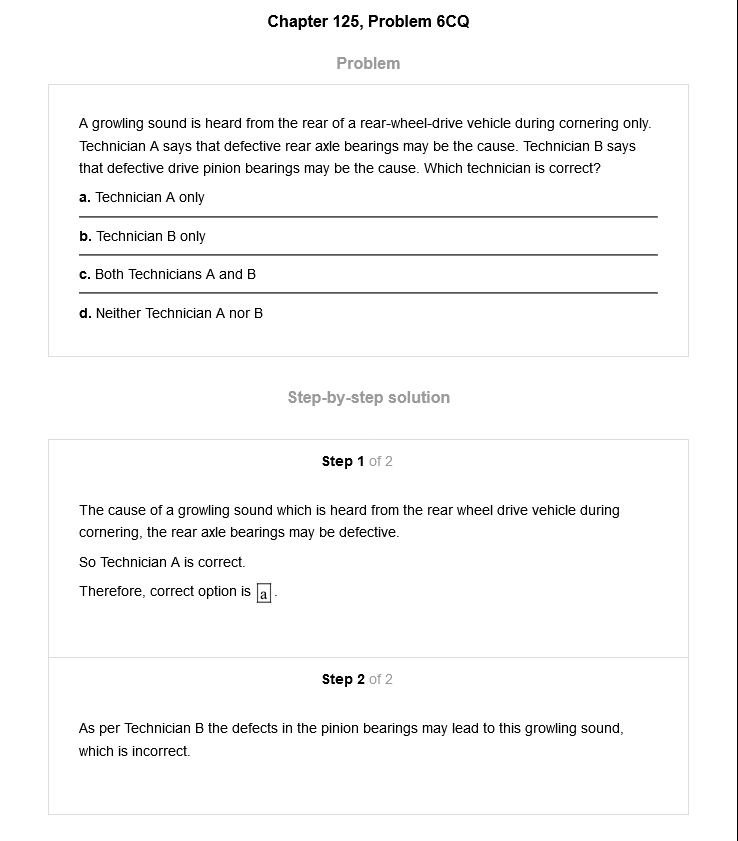 Chapter 125, Problem 6CQ
Problem
A growling sound is heard from the rear of a rear-wheel-drive vehicle during cornering only.
Technician A says that defective rear axle bearings may be the cause. Technician B says
that defective drive pinion bearings may be the cause. Which technician is correct?
a. Technician A only
b. Technician B only
c. Both Technicians A and B
d. Neither Technician A nor B
Step-by-step solution
Step 1 of 2
The cause of a growling sound which is heard from the rear wheel drive vehicle during
cornering, the rear axle bearings may be defective.
So Technician A is correct.
Therefore, correct option is a.
Step 2 of 2
As per Technician B the defects in the pinion bearings may lead to this growling sound,
which is incorrect.